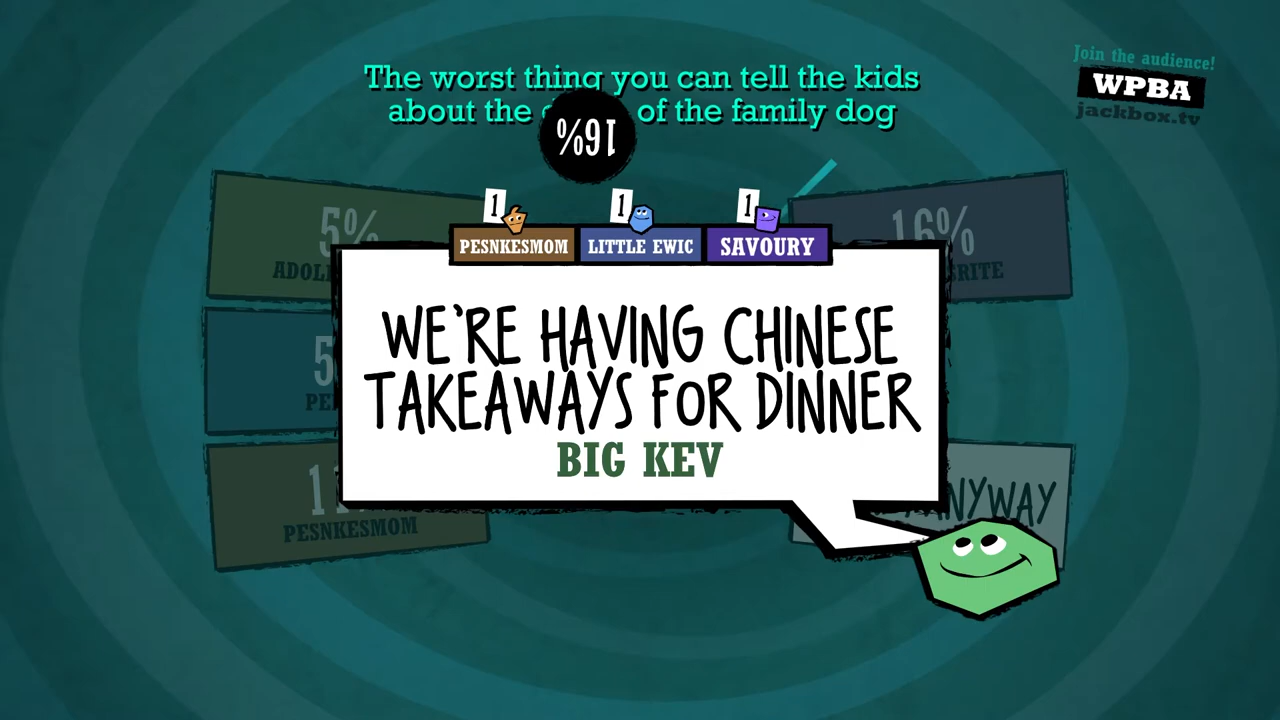 Join the audience!
WPBA
jackbox.tv
The worst thing you can tell the kids
about the of the family dog
16%
1 1 1
PESNKESMOM LITTLE EWIC SAVOURY
5%
16%
WE'RE HAVING CHINESE
TAKEAWAYS FOR DINNER
BIG KEV
5
PESNKESMOM
NYWAY